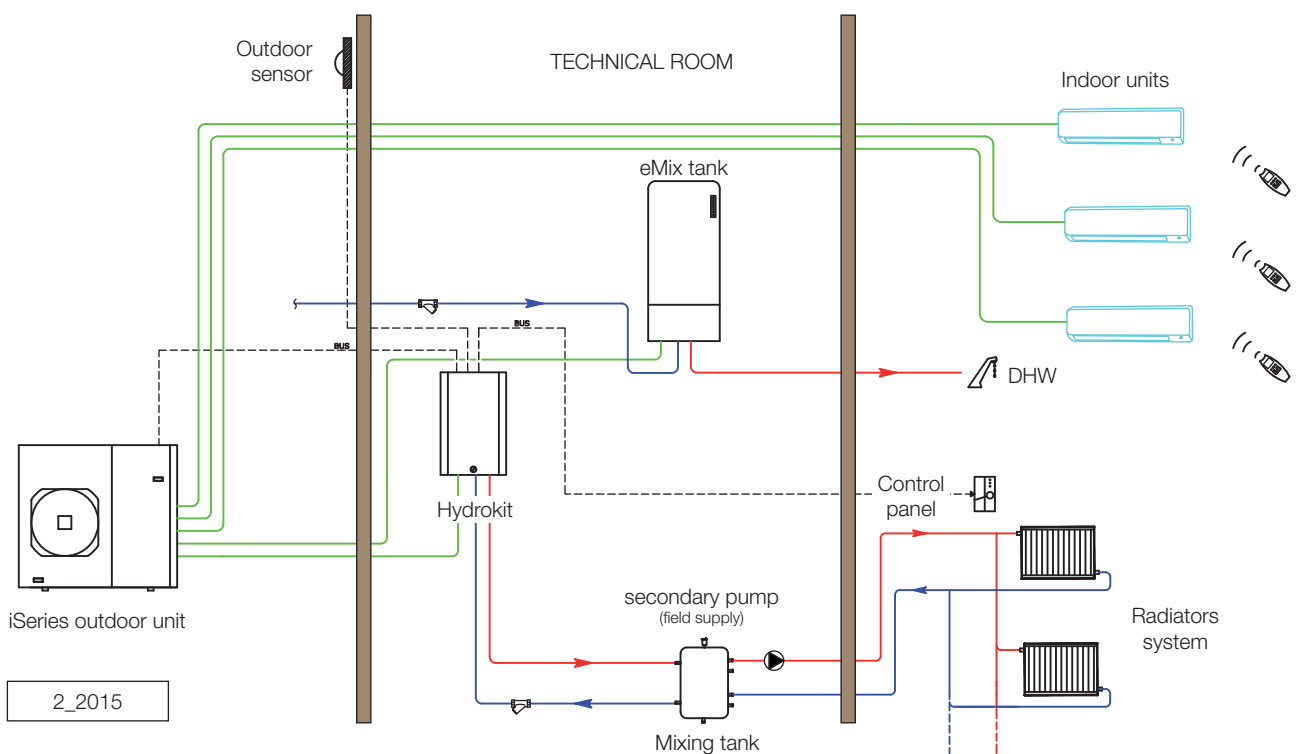 Outdoor
sensor
TECHNICAL ROOM
Indoor units
eMix tank
BUS
BUS
DHW
Hydrokit
Control
panel
iSeries outdoor unit
secondary pump
(field supply)
Radiators
system
2_2015
Mixing tank